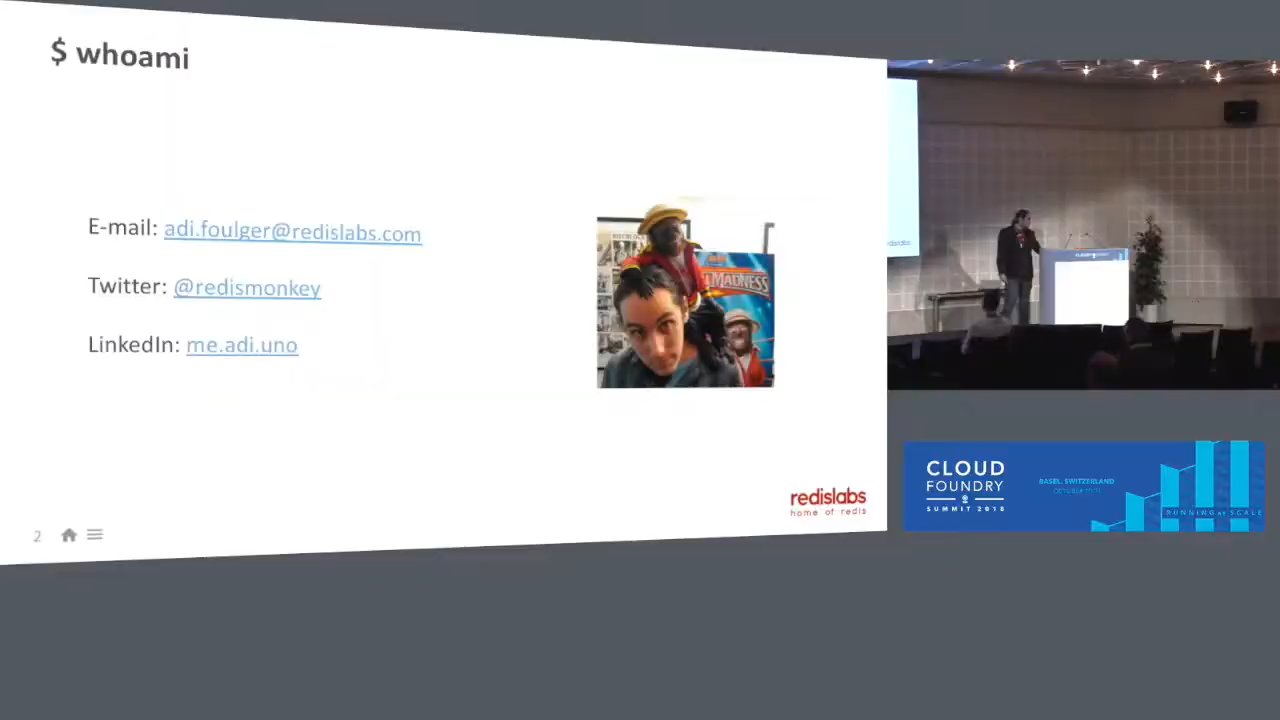 $ whoami
E-mail: adi.foulger@redislabs.com
Twitter: @redismonkey
LinkedIn: me.adi.uno
MADNESS
redislabs
home of redis
2
CLOUD
FOUNDRY
SUMMIT 2018
BASEL, SWITZERLAND
RUNNING AT SCALE